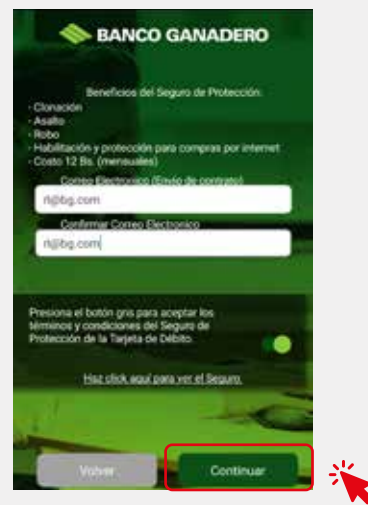 BANCO GANADERO
Beneficios del Seguro de Protección:
- Clonación
- Asalto
- Robo
- Habilitación y protección para compras por internet
- Costo 12 Bs. (mensuales)
Correo Electronico (Envío de contrato)
rl@bg.com
Confirmar Correo Electronico
rl@bg.com
Presiona el botón gris para aceptar los
términos y condiciones del Seguro de
Protección de la Tarjeta de Débito.
Haz click aquí para ver el Seguro.
Volver
Continuar